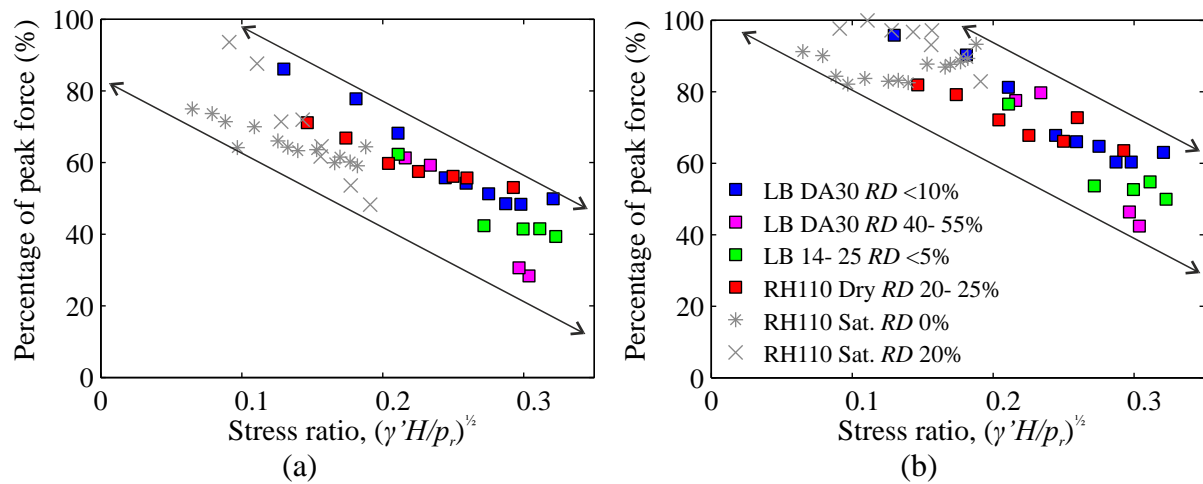 100
80
60
40
20
0
0
0.1
0.2
0.3
Percentage of peak force (%)
Stress ratio, (γ’H/pᵣ)^½
(a)
100
80
60
40
20
0
0
0.1
0.2
0.3
Percentage of peak force (%)
LB DA30 RD <10%
LB DA30 RD 40- 55%
LB 14- 25 RD <5%
RH110 Dry RD 20- 25%
RH110 Sat. RD 0%
RH110 Sat. RD 20%
Stress ratio, (γ’H/pᵣ)^½
(b)